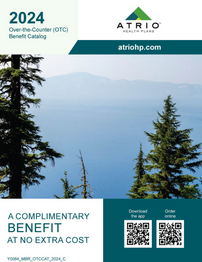 2024
Over-the-Counter (OTC)
Benefit Catalog
ATRIO
HEALTH PLANS
atriohp.com
A COMPLIMENTARY
BENEFIT
AT NO EXTRA COST
Download
the app
Order
online
Y0084_MBR_OTCCAT_2024_C